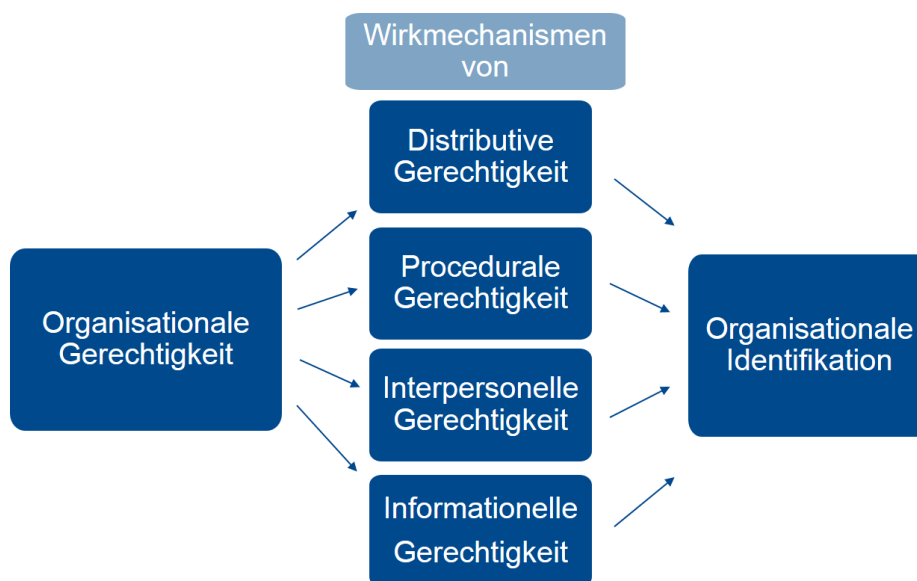 Wirkmechanismen
von
Distributive
Gerechtigkeit
Procedurale
Gerechtigkeit
Organisationale
Gerechtigkeit
Organisationale
Identifikation
Interpersonelle
Gerechtigkeit
Informationelle
Gerechtigkeit